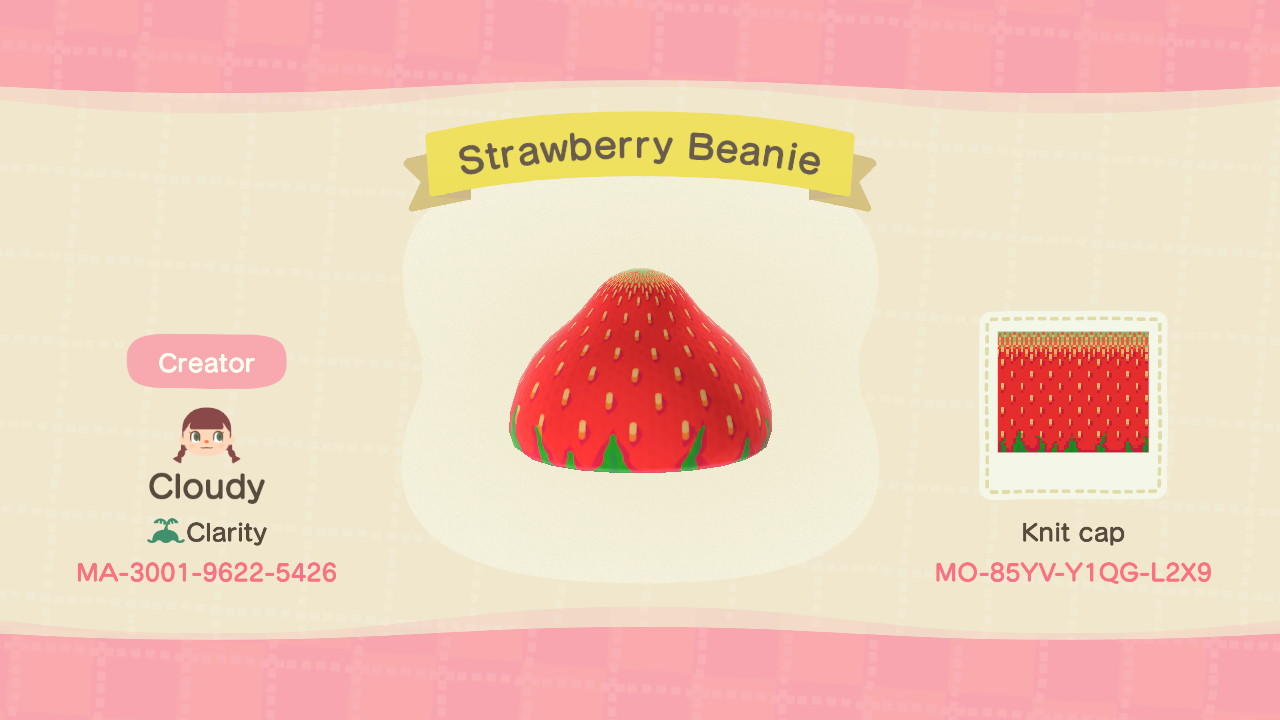 Strawberry Beanie
Creator
Cloudy
Clarity
MA-3001-9622-5426
Knit cap
MO-85YV-Y1QG-L2X9